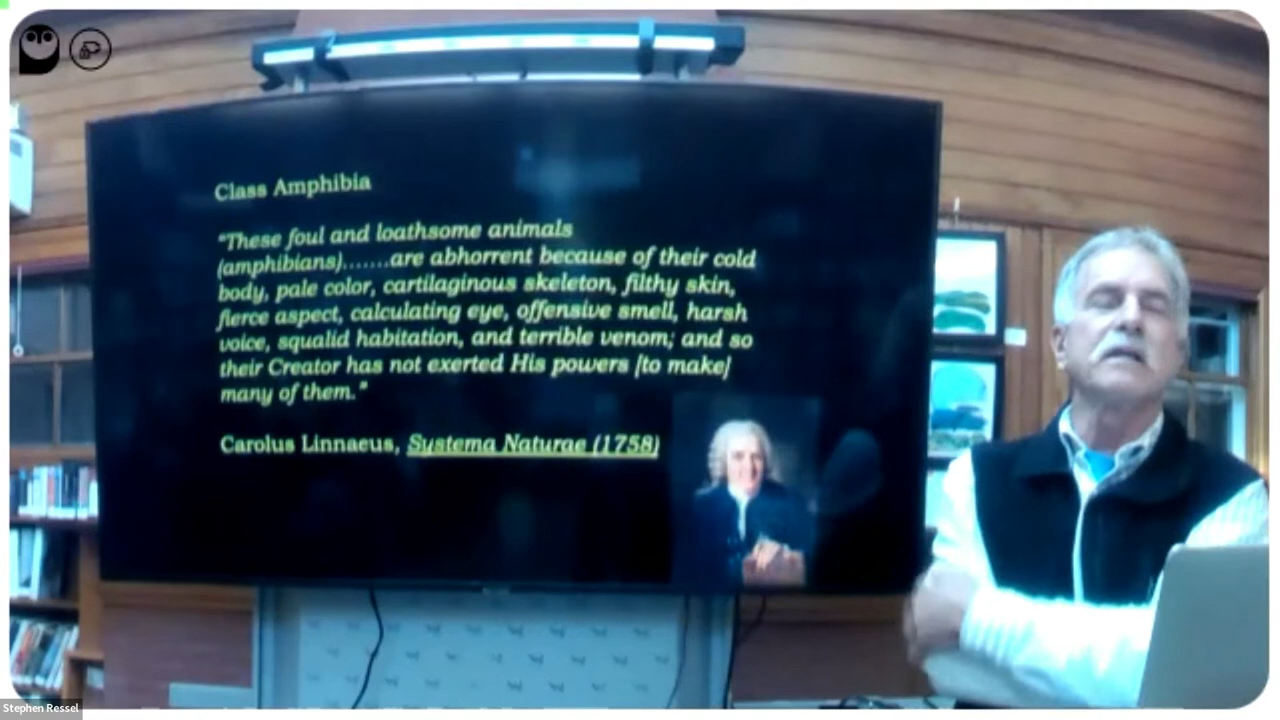 Class Amphibia
"These foul and loathsome animals
(amphibians).......are abhorrent because of their cold
body, pale color, cartilaginous skeleton, filthy skin,
fierce aspect, calculating eye, offensive smell, harsh
voice, squalid habitation, and terrible venom; and so
their Creator has not exerted His powers [to make]
many of them."
Carolus Linnaeus, Systema Naturae (1758)
Stephen Ressel